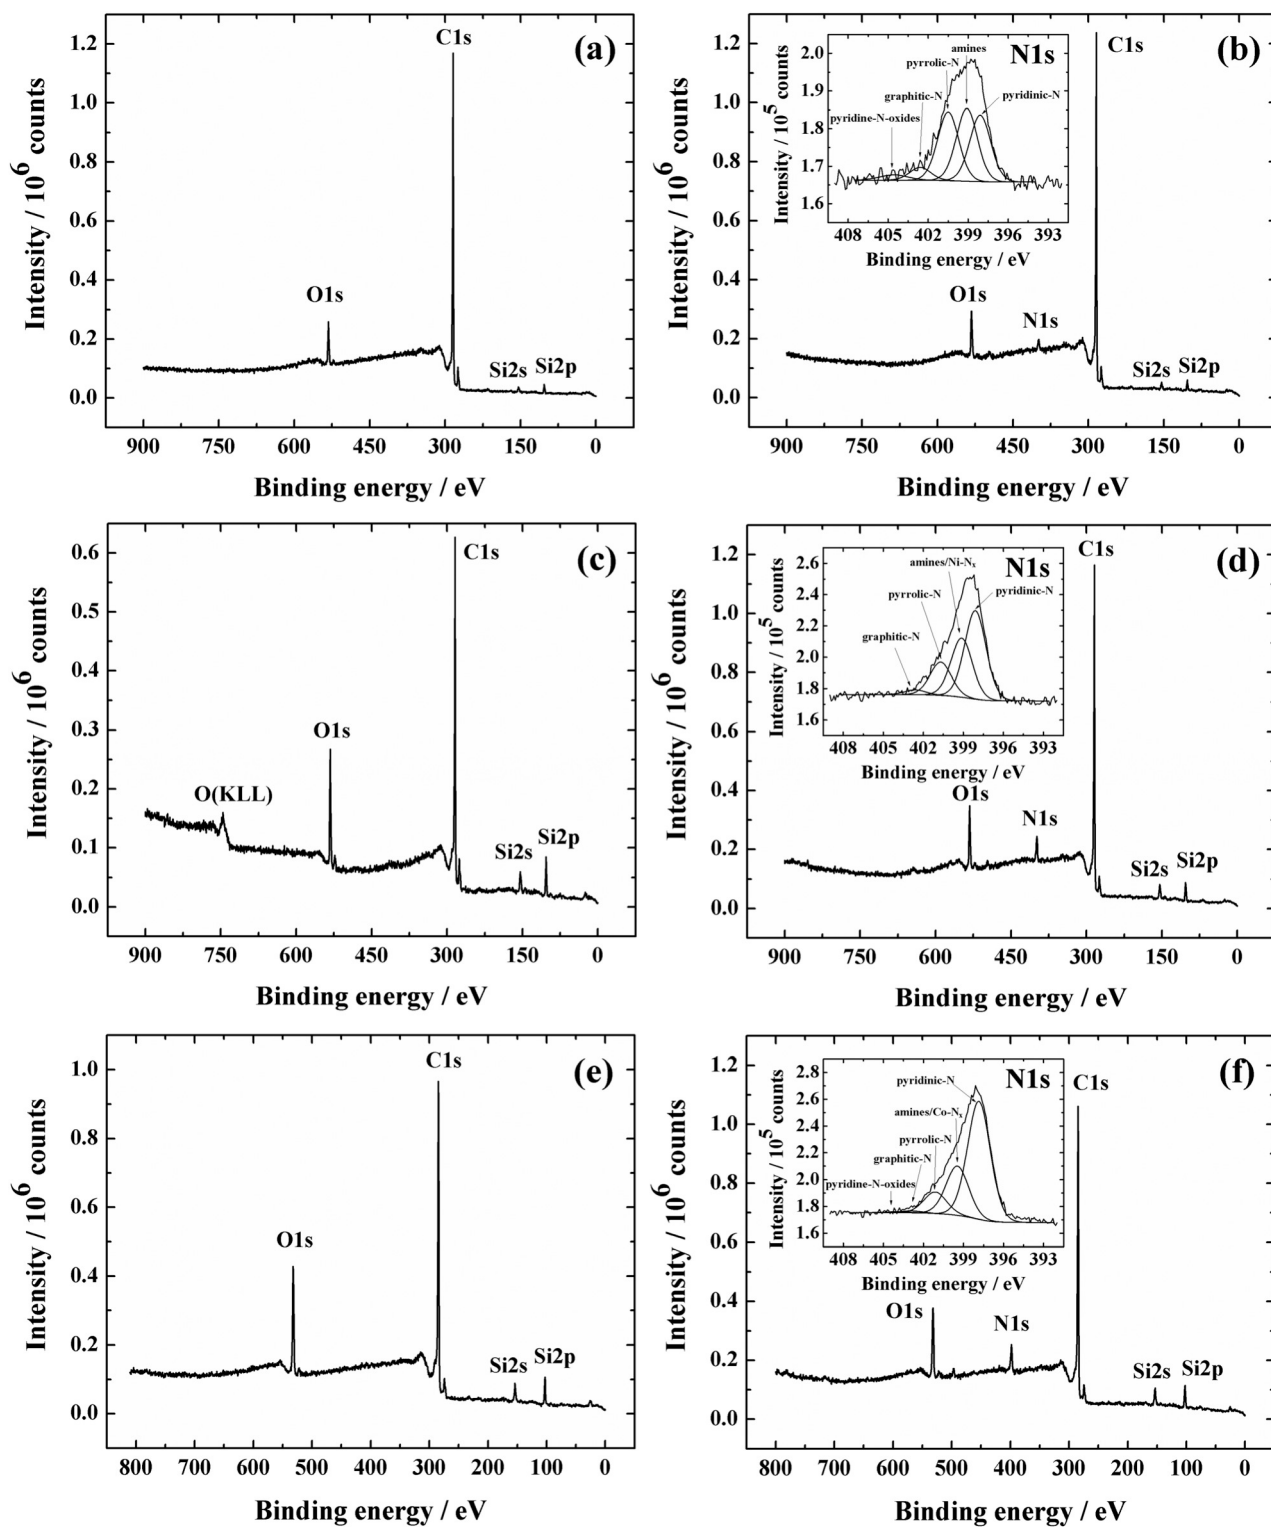 (a)
C1s
O1s
Si2s
Si2p
1.2
1.0
0.8
0.6
0.4
0.2
0.0
Intensity / 10^6 counts
900 750 600 450 300 150 0
Binding energy / eV
(b)
C1s
O1s
N1s
Si2s
Si2p
1.2
1.0
0.8
0.6
0.4
0.2
0.0
Intensity / 10^6 counts
900 750 600 450 300 150 0
Binding energy / eV
N1s
amines
pyrrolic-N
graphitic-N
pyridinic-N
pyridine-N-oxides
2.0
1.9
1.8
1.7
1.6
Intensity / 10^5 counts
408 405 402 399 396 393
Binding energy / eV
(c)
C1s
O1s
O(KLL)
Si2s
Si2p
0.6
0.5
0.4
0.3
0.2
0.1
0.0
Intensity / 10^6 counts
900 750 600 450 300 150 0
Binding energy / eV
(d)
C1s
O1s
N1s
Si2s
Si2p
1.2
1.0
0.8
0.6
0.4
0.2
0.0
Intensity / 10^6 counts
900 750 600 450 300 150 0
Binding energy / eV
N1s
amines/Ni-Nx
pyrrolic-N
pyridinic-N
graphitic-N
2.6
2.4
2.2
2.0
1.8
1.6
Intensity / 10^5 counts
408 405 402 399 396 393
Binding energy / eV
(e)
C1s
O1s
Si2s
Si2p
1.0
0.8
0.6
0.4
0.2
0.0
Intensity / 10^6 counts
800 700 600 500 400 300 200 100 0
Binding energy / eV
(f)
C1s
O1s
N1s
Si2s
Si2p
1.2
1.0
0.8
0.6
0.4
0.2
0.0
Intensity / 10^6 counts
800 700 600 500 400 300 200 100 0
Binding energy / eV
N1s
pyridinic-N
amines/Co-Nx
pyrrolic-N
graphitic-N
pyridine-N-oxides
2.8
2.6
2.4
2.2
2.0
1.8
1.6
Intensity / 10^5 counts
408 405 402 399 396 393
Binding energy / eV